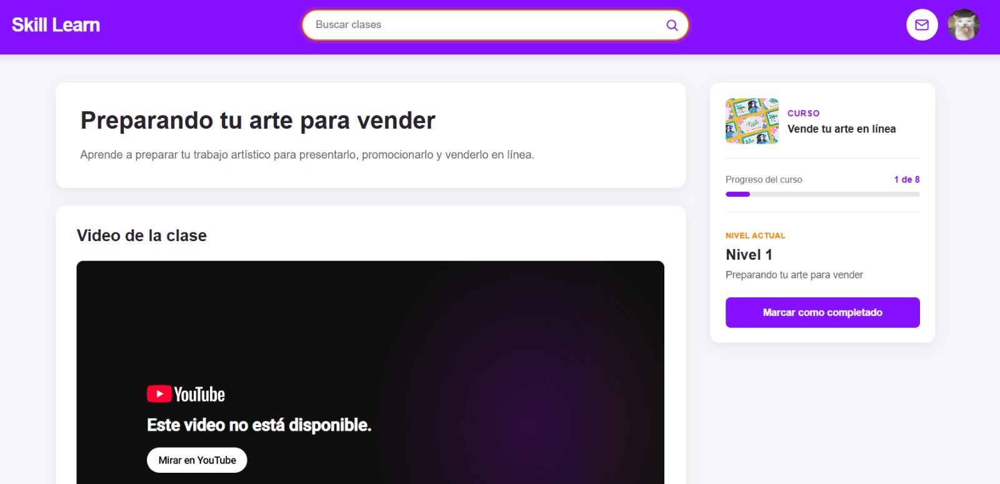 Skill Learn
Buscar clases
Preparando tu arte para vender
Aprende a preparar tu trabajo artístico para presentarlo, promocionarlo y venderlo en línea.
Video de la clase
YouTube
Este video no está disponible.
Mirar en YouTube
CURSO
Vende tu arte en línea
Progreso del curso
1 de 8
NIVEL ACTUAL
Nivel 1
Preparando tu arte para vender
Marcar como completado